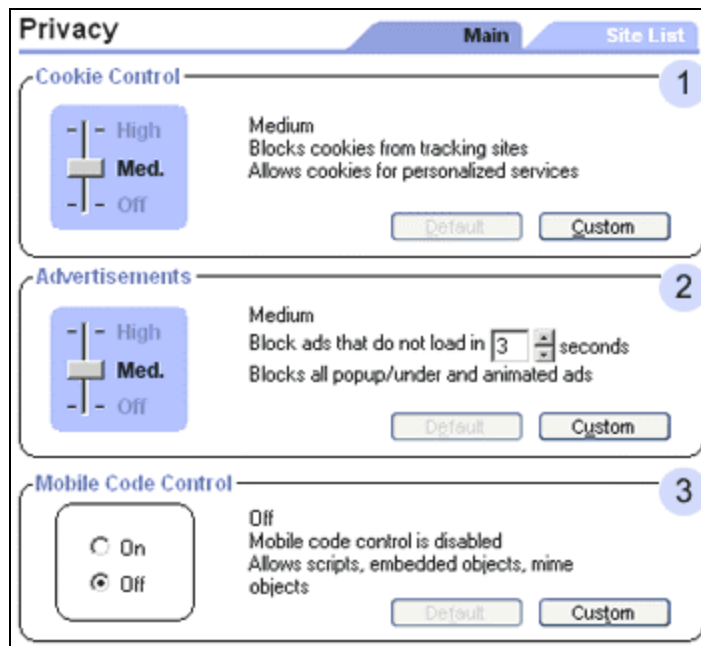 Privacy
Main
Site List
Cookie Control
1
High
Med.
Off
Medium
Blocks cookies from tracking sites
Allows cookies for personalized services
Default
Custom
Advertisements
2
High
Med.
Off
Medium
Block ads that do not load in 3 seconds
Blocks all popup/under and animated ads
Default
Custom
Mobile Code Control
3
On
Off
Off
Mobile code control is disabled
Allows scripts, embedded objects, mime
objects
Default
Custom